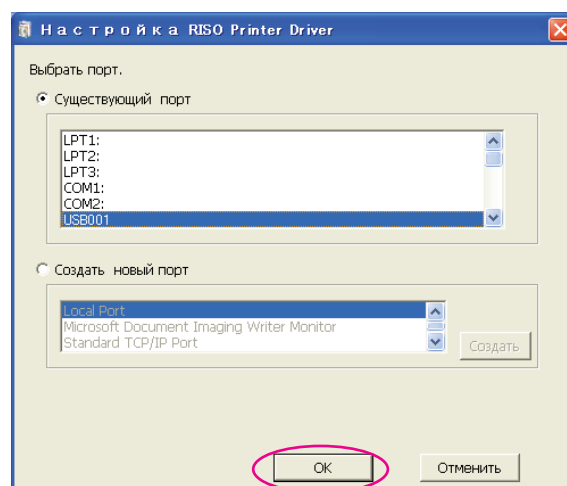 Настройка RISO Printer Driver
Выбрать порт.
Существующий порт
LPT1:
LPT2:
LPT3:
COM1:
COM2:
USB001
Создать новый порт
Local Port
Microsoft Document Imaging Writer Monitor
Standard TCP/IP Port
Создать
OK
Отменить